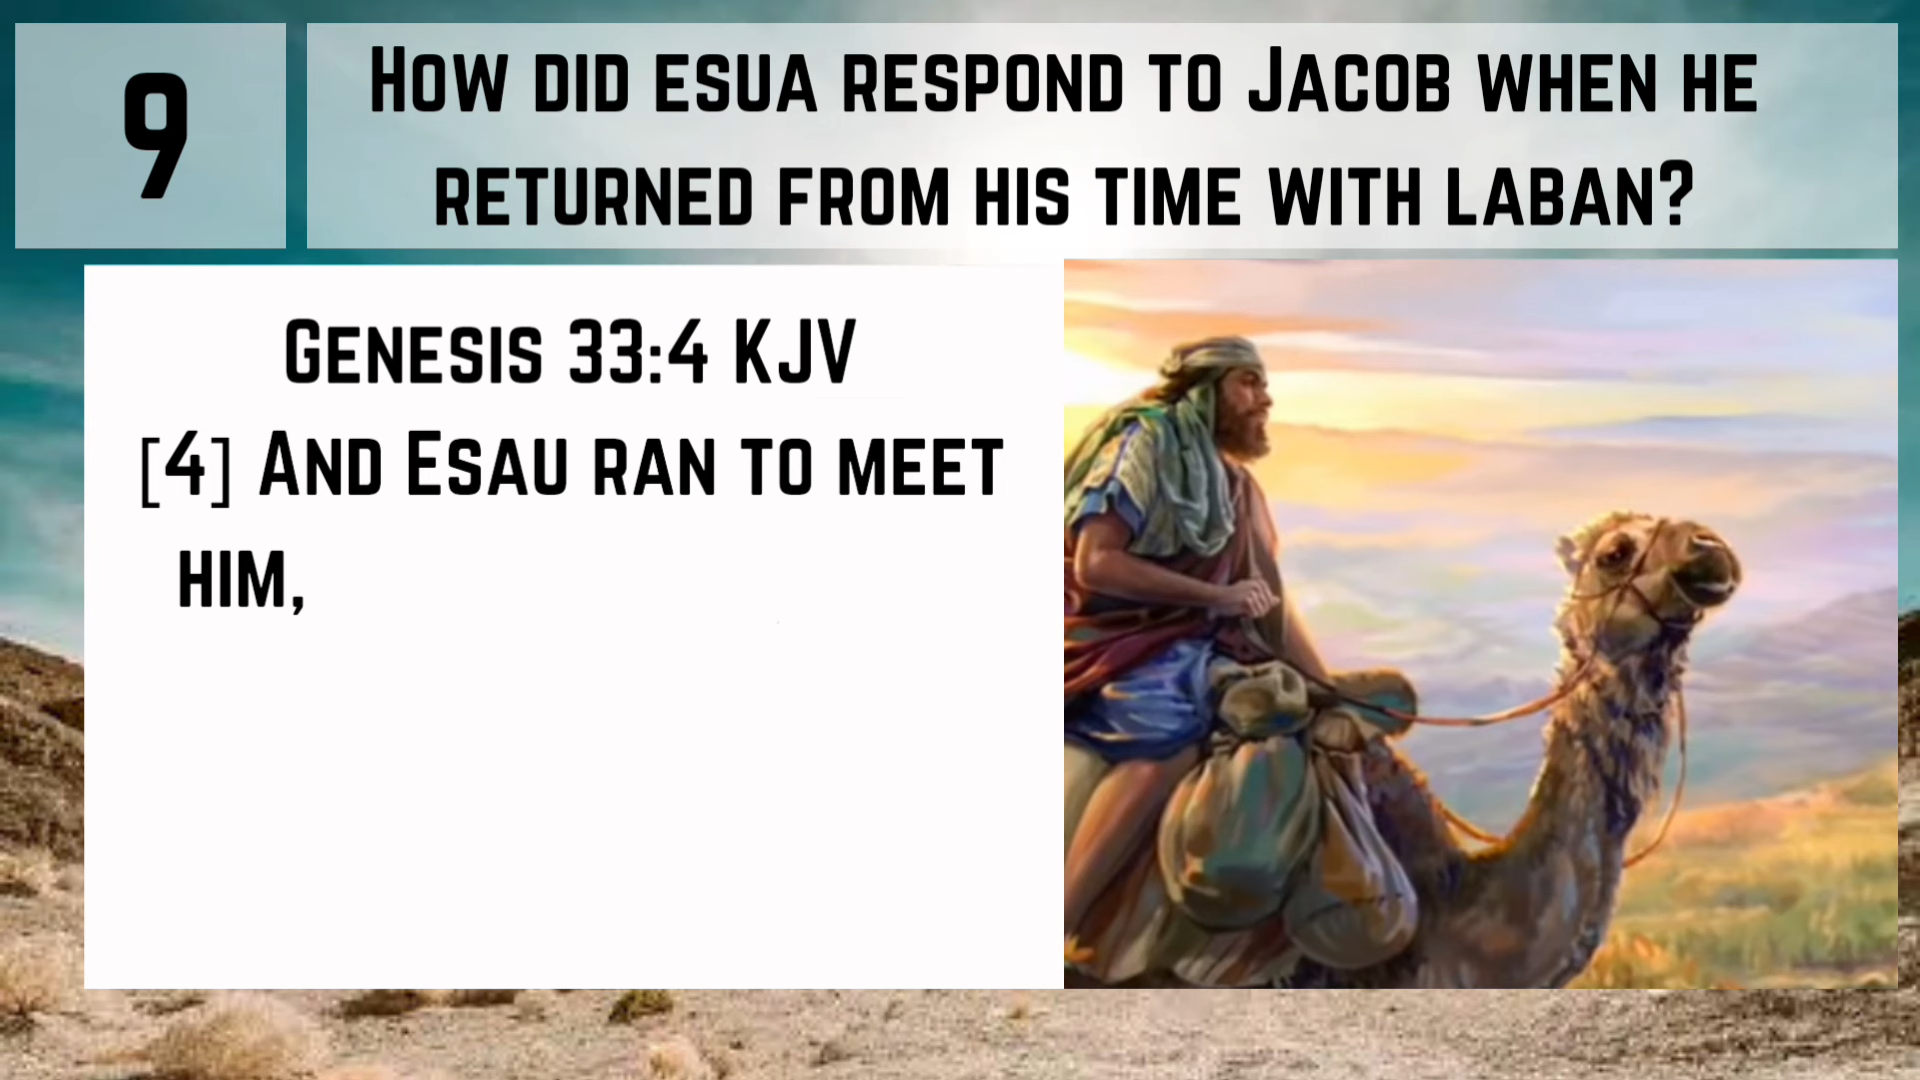 9
How did esua respond to Jacob when he
returned from his time with laban?
Genesis 33:4 KJV
[4] And Esau ran to meet
him,